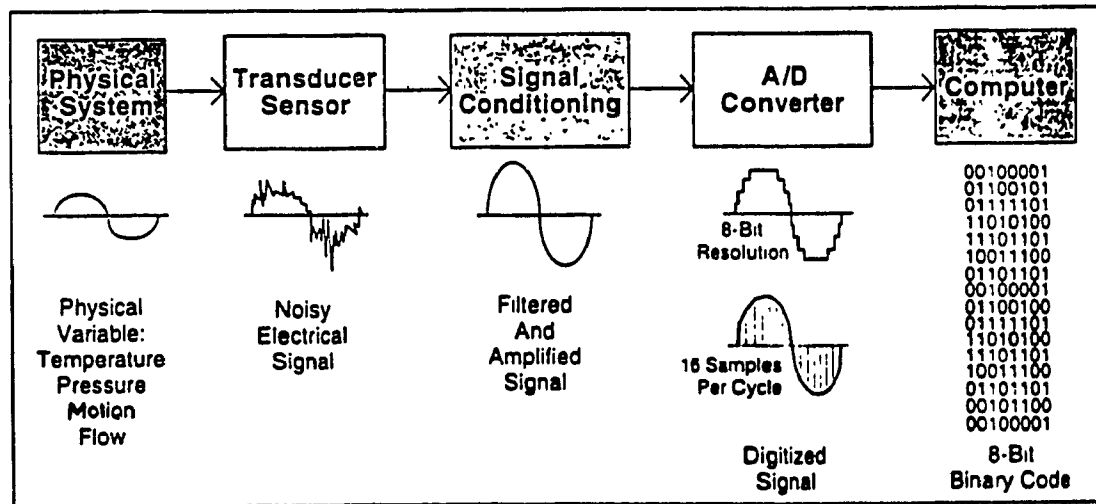 Physical
System
Transducer
Sensor
Signal
Conditioning
A/D
Converter
Computer
Physical
Variable:
Temperature
Pressure
Motion
Flow
Noisy
Electrical
Signal
Filtered
And
Amplified
Signal
8-Bit
Resolution
16 Samples
Per Cycle
Digitized
Signal
00100001
01100101
01111101
11010100
11101101
10011100
01101101
00100001
01100100
01111101
11010100
11101101
10011100
01101101
00101100
00100001
8-Bit
Binary Code